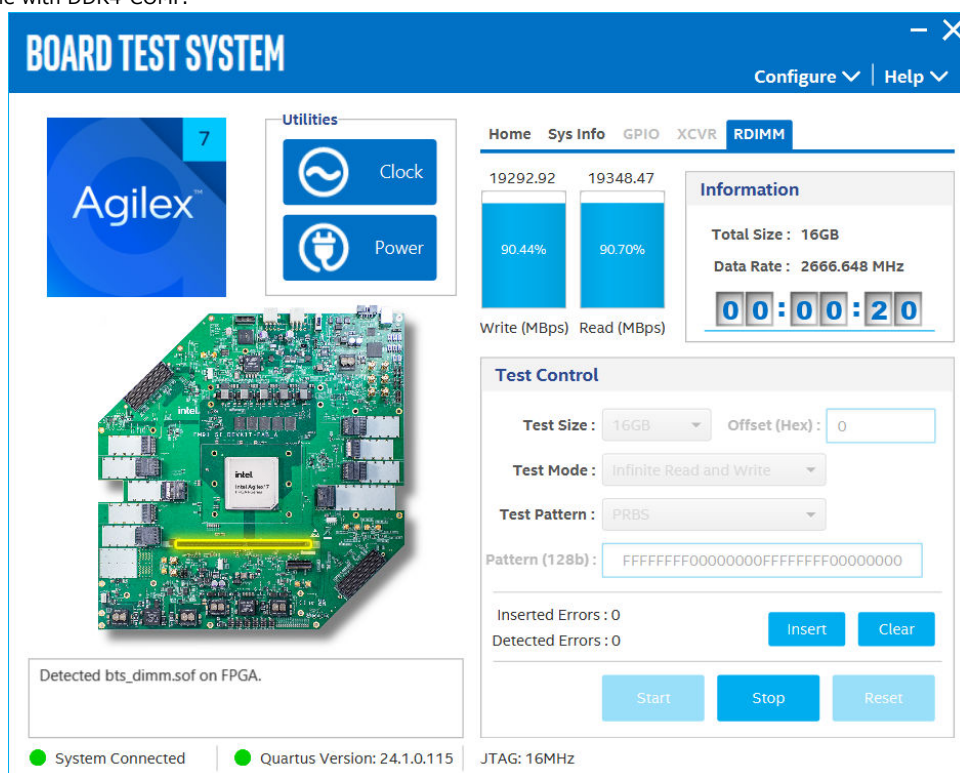 BOARD TEST SYSTEM
Configure
Help
7
Agilex™
Utilities
Clock
Power
Home Sys Info GPIO XCVR RDIMM
19292.92 19348.47
90.44% 90.70%
Write (MBps) Read (MBps)
Information
Total Size : 16GB
Data Rate : 2666.648 MHz
00:00:20
intel
intel
Test Control
Test Size : 16GB Offset (Hex) : 0
Test Mode : Infinite Read and Write
Test Pattern : PRBS
Pattern (128b) : FFFFFFFF00000000FFFFFFFF00000000
Inserted Errors : 0
Detected Errors : 0
Insert Clear
Start Stop Reset
Detected bts_dimm.sof on FPGA.
System Connected Quartus Version: 24.1.0.115 JTAG: 16MHz